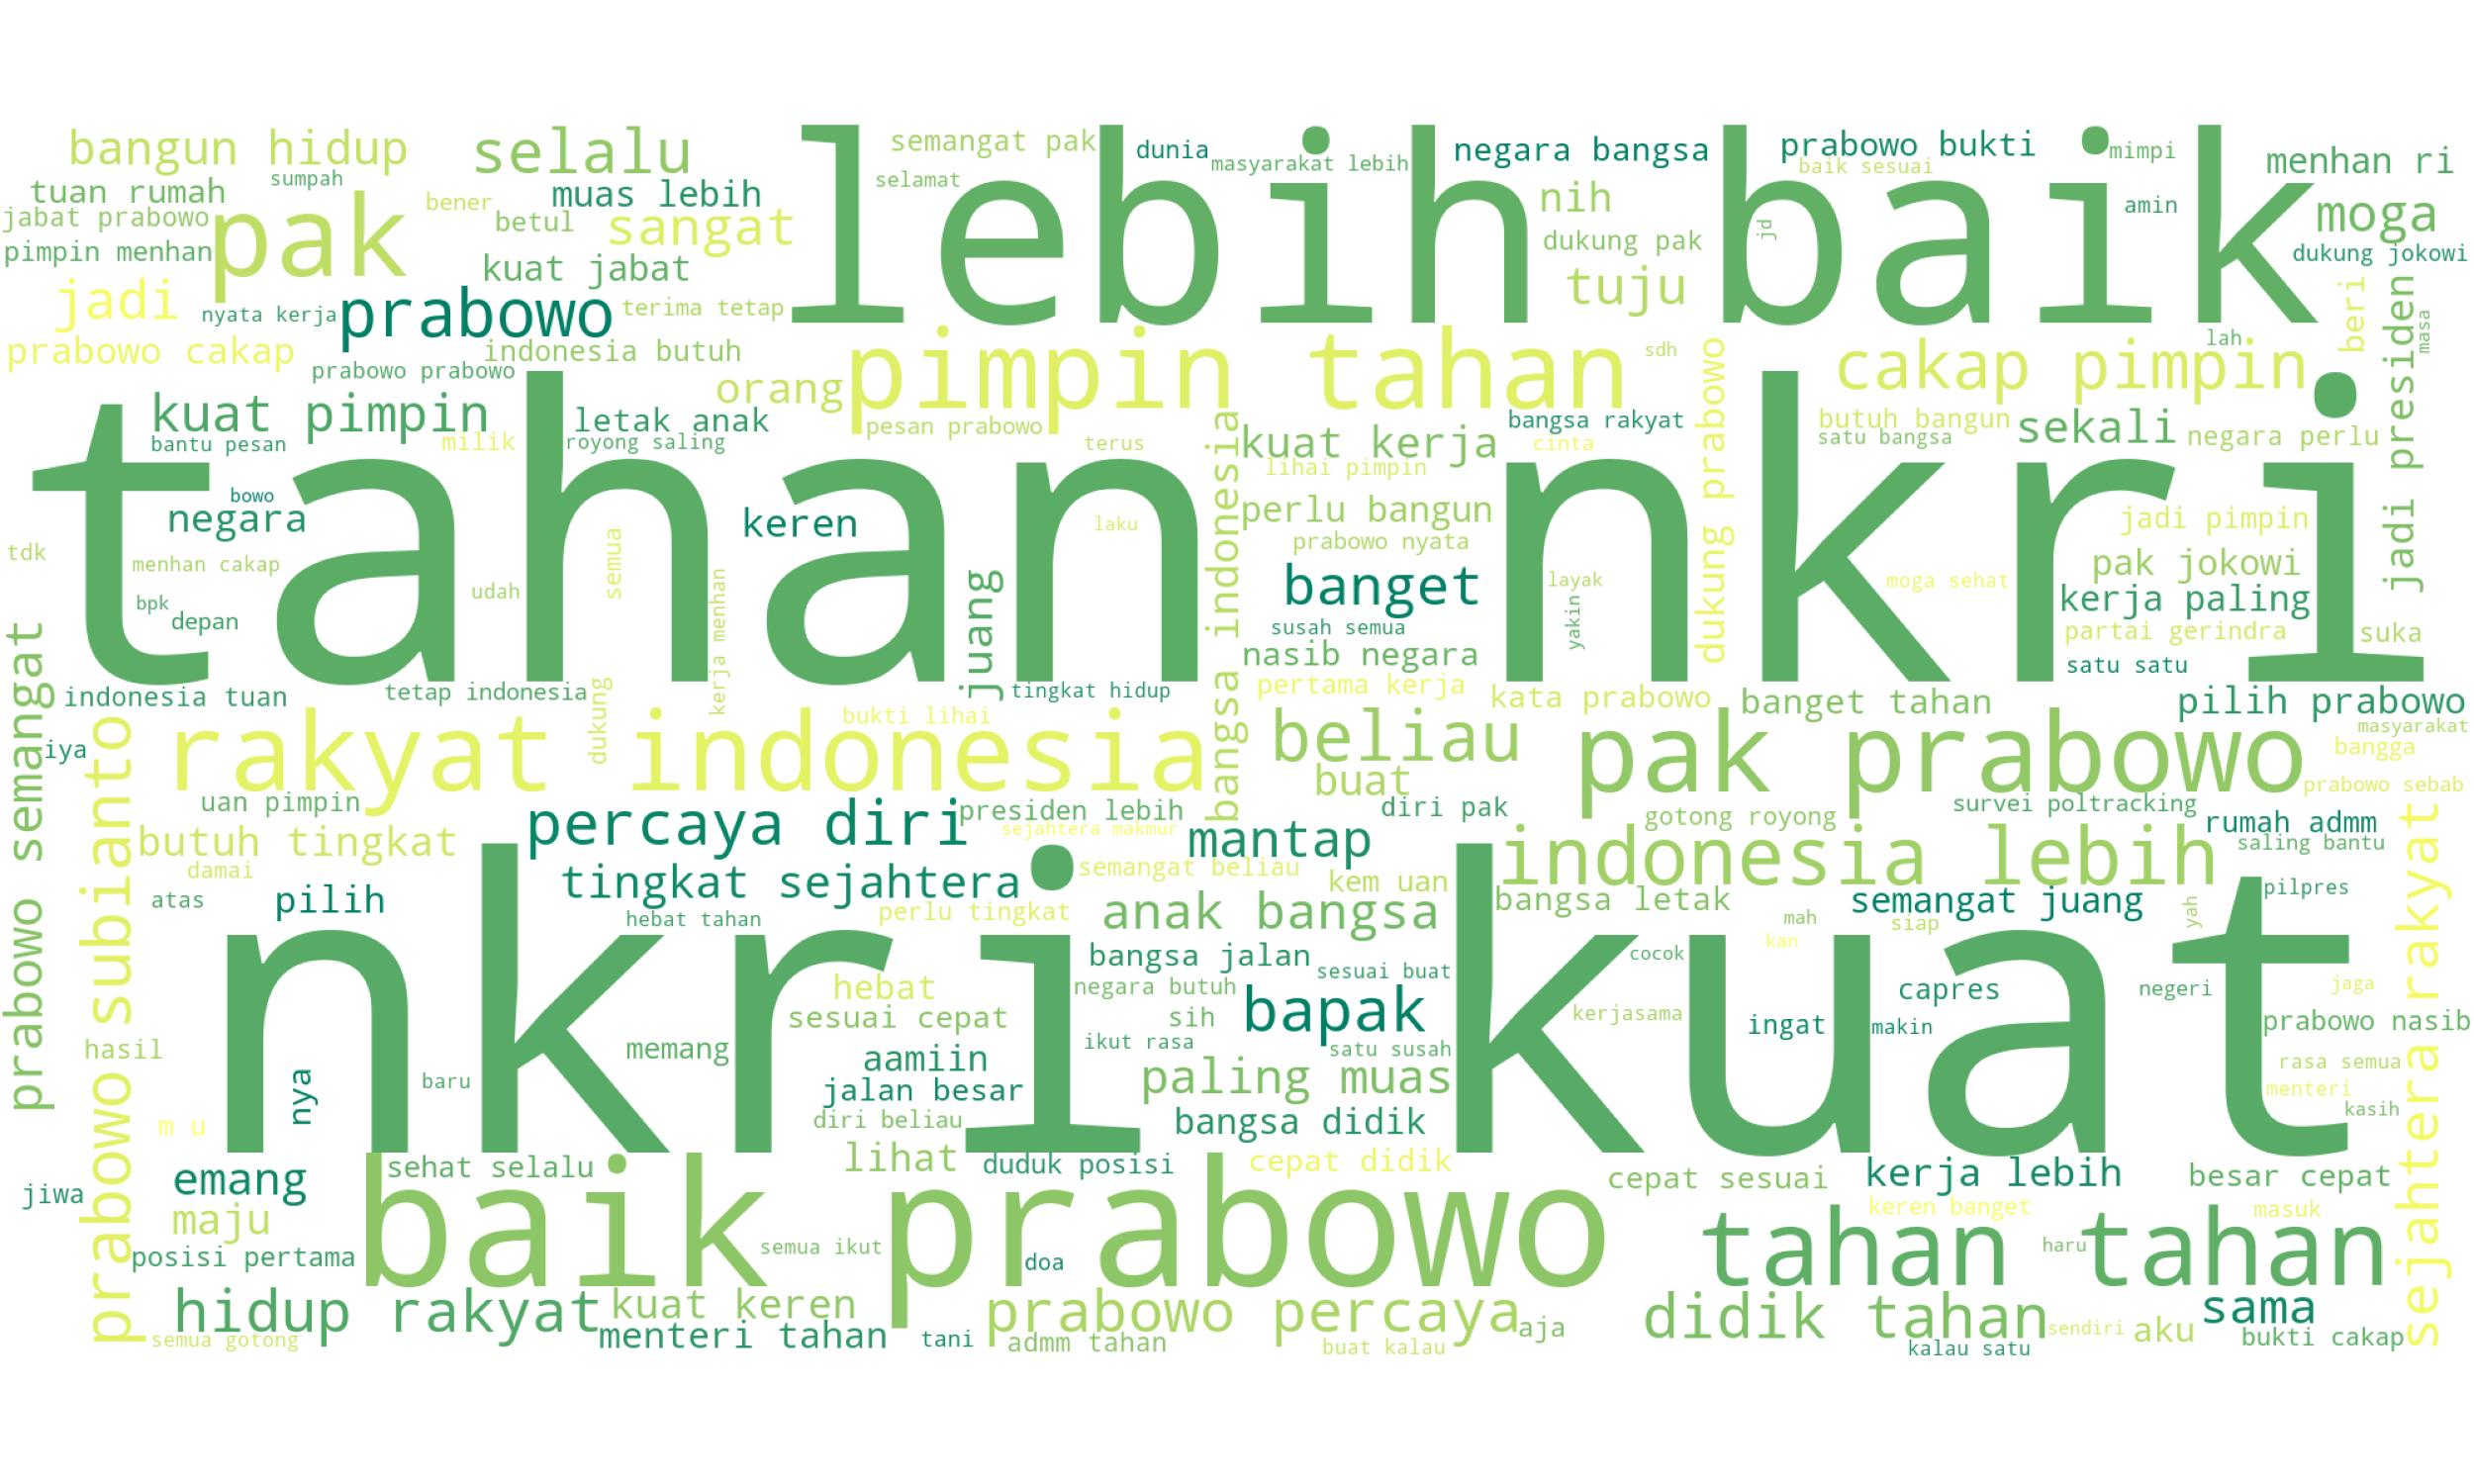 bangun hidup
selalu
lebih baik
semangat pak
dunia
masyarakat lebih
negara bangsa
prabowo bukti
baik sesuai
mimpi
menhan ri
tuan rumah
sumpah
muas lebih
selamat
nih
amin
moga
jabat prabowo
pak
bener
betul
sangat
dukung pak
jd
pimpin menhan
kuat jabat
tuju
dukung jokowi
jadi
nyata kerja
prabowo
terima tetap
beri
jadi presiden
masa
prabowo cakap
indonesia butuh
pimpin tahan
sdh
dukung prabowo
cakap pimpin
lah
prabowo prabowo
orang
kuat pimpin
letak anak
pesan prabowo
bangsa indonesia
bangsa rakyat
butuh bangun
sekali
negara perlu
bantu pesan
milik
royong saling
terus
kuat kerja
cinta
satu bangsa
tahan nkri
lihai pimpin
bowo
negara
keren
laku
perlu bangun
jadi pimpin
tdk
menhan cakap
semua
prabowo nyata
pak jokowi
udah
kerja menhan
juang
banget
layak
moga sehat
kerja paling
bpk
depan
susah semua
yakin
partai gerindra
suka
nasib negara
satu satu
prabowo semangat
indonesia tuan
tetap indonesia
dukung
tingkat hidup
pertama kerja
kata prabowo
banget tahan
pilih prabowo
prabowo subianto
iya
rakyat indonesia
bukti lihai
beliau
pak prabowo
masyarakat
bangga
buat
prabowo sebab
uan pimpin
percaya diri
presiden lebih
diri pak
gotong royong
survei poltracking
sejahtera rakyat
butuh tingkat
sejahtera makmur
mantap
indonesia lebih
rumah admm
saling bantu
damai
tingkat sejahtera
semangat beliau
kem uan
atas
pilih
hebat tahan
perlu tingkat
anak bangsa
bangsa letak
semangat juang
yah
pilpres
mah
siap
kan
nkri kuat
bangsa jalan
sesuai buat
cocok
hebat
negara butuh
capres
negeri
jaga
sesuai cepat
sih
bapak
kerjasama
ingat
makin
prabowo nasib
hasil
memang
aamiin
ikut rasa
satu susah
rasa semua
nya
baru
jalan besar
paling muas
menteri
kasih
m u
diri beliau
bangsa didik
jiwa
emang
sehat selalu
lihat
duduk posisi
cepat didik
cepat sesuai
kerja lebih
besar cepat
maju
baik prabowo
keren banget
masuk
posisi pertama
semua ikut
doa
tahan tahan
haru
hidup rakyat
kuat keren
prabowo percaya
aja
didik tahan
sendiri
aku
sama
semua gotong
menteri tahan
tani
admm tahan
buat kalau
kalau satu
bukti cakap